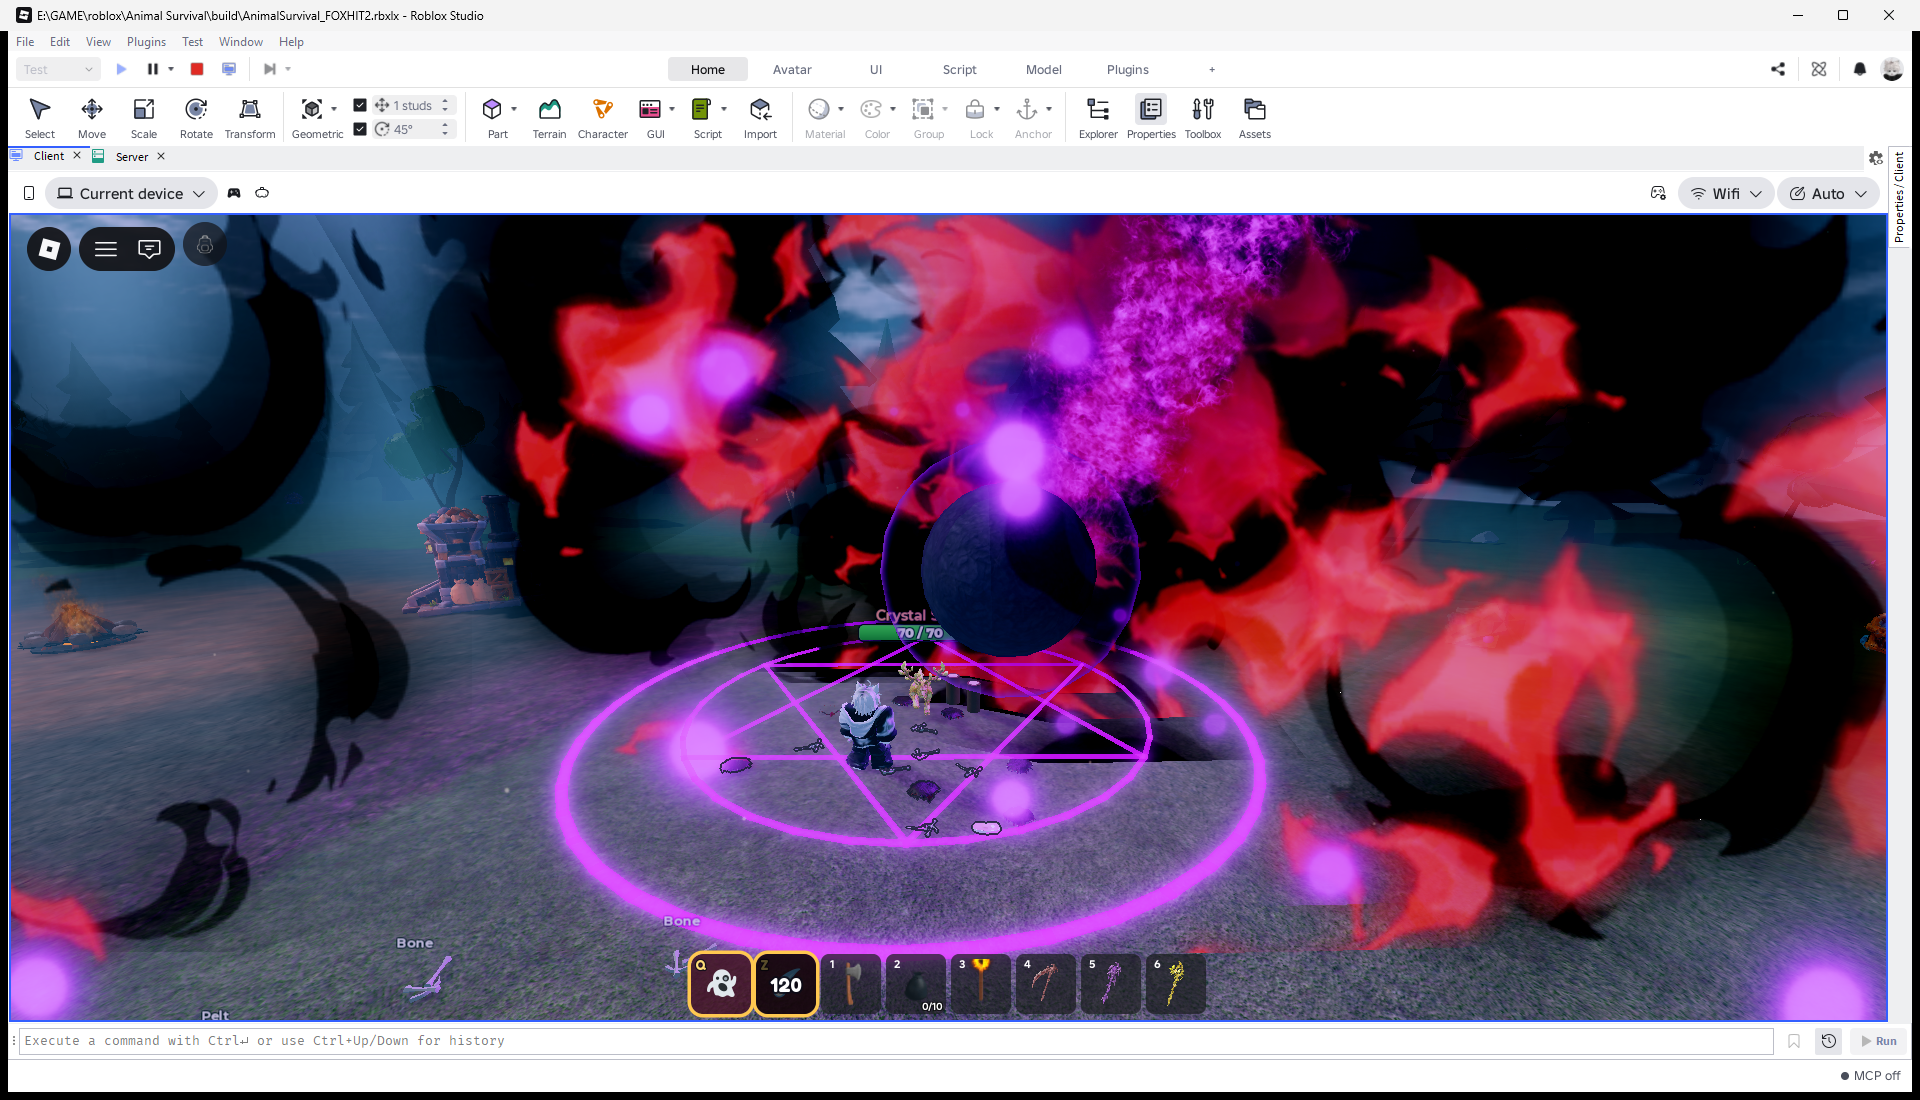 E:\GAME\roblox\Animal Survival\build\AnimalSurvival_FOXHIT2.rbxlx - Roblox Studio
File Edit View Plugins Test Window Help
Test
Home Avatar UI Script Model Plugins +
Select Move Scale Rotate Transform Geometric
1 studs
45°
Part Terrain Character GUI Script Import
Material Color Group Lock Anchor
Explorer Properties Toolbox Assets
Client Server
Properties / Client
Current device
Wifi Auto
Crystal
70 / 70
Bone
Bone
Pelt
Q Z 1 2 3 4 5 6
120
0/10
Execute a command with Ctrl↵ or use Ctrl+Up/Down for history
Run
MCP off